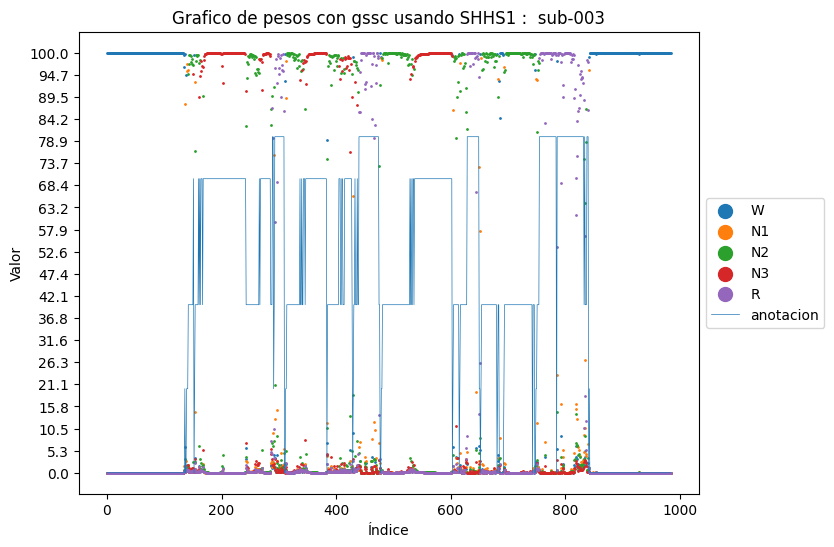 Grafico de pesos con gssc usando SHHS1 :  sub-003
100.0
94.7
89.5
84.2
78.9
73.7
68.4
63.2
57.9
52.6
47.4
42.1
36.8
31.6
26.3
21.1
15.8
10.5
5.3
0.0
Valor
0
200
400
600
800
1000
Índice
W
N1
N2
N3
R
anotacion